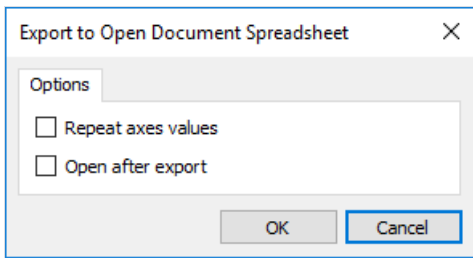 Export to Open Document Spreadsheet
Options
Repeat axes values
Open after export
OK Cancel